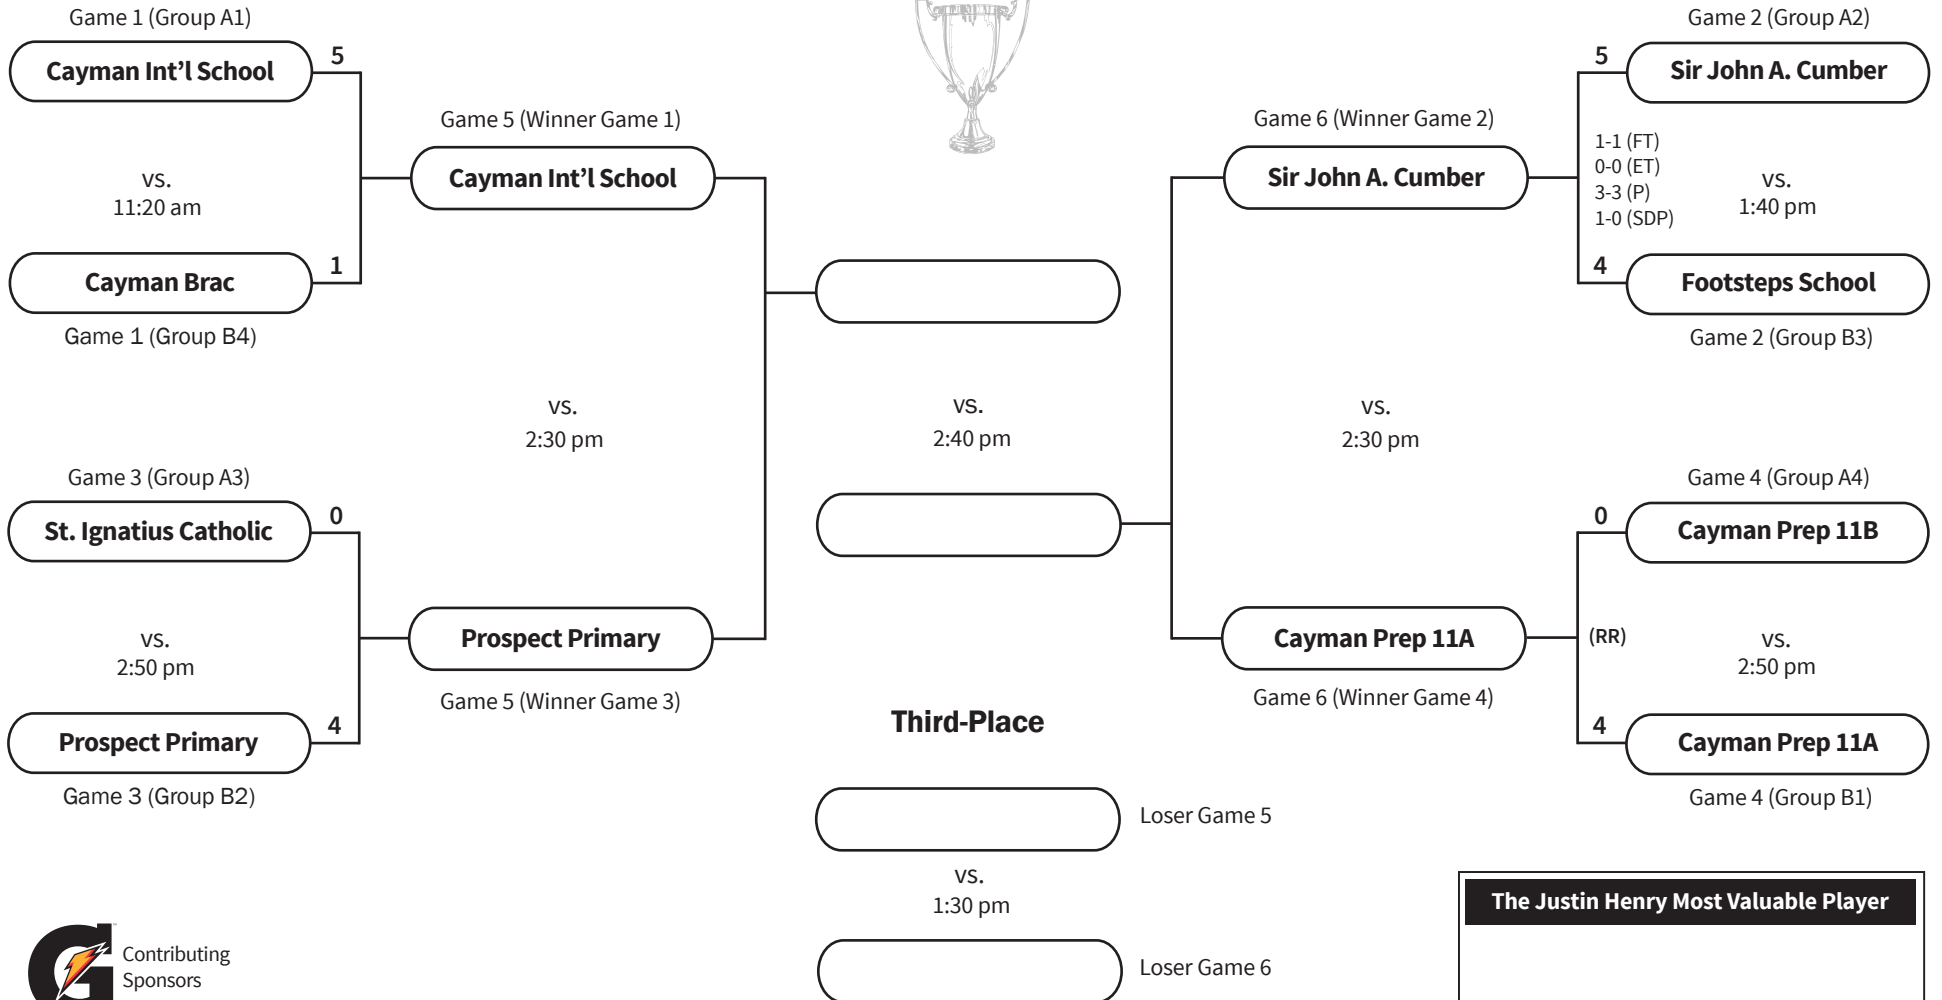 Game 1 (Group A1)
Cayman Int’l School
5
vs.
11:20 am
Cayman Brac
1
Game 1 (Group B4)
Game 5 (Winner Game 1)
Cayman Int’l School
vs.
2:30 pm
Game 3 (Group A3)
St. Ignatius Catholic
0
vs.
2:50 pm
Prospect Primary
4
Game 3 (Group B2)
Prospect Primary
Game 5 (Winner Game 3)
vs.
2:40 pm
Game 6 (Winner Game 2)
Sir John A. Cumber
vs.
2:30 pm
Cayman Prep 11A
Game 6 (Winner Game 4)
Game 2 (Group A2)
5
Sir John A. Cumber
1-1 (FT)
0-0 (ET)
3-3 (P)
1-0 (SDP)
vs.
1:40 pm
4
Footsteps School
Game 2 (Group B3)
Game 4 (Group A4)
0
Cayman Prep 11B
(RR)
vs.
2:50 pm
4
Cayman Prep 11A
Game 4 (Group B1)
Third-Place
Loser Game 5
vs.
1:30 pm
Loser Game 6
The Justin Henry Most Valuable Player
G
Contributing
Sponsors